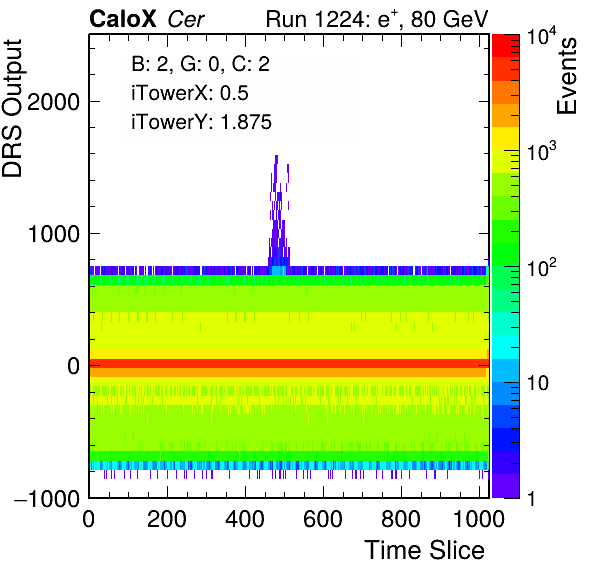 CaloX Cer Run 1224: e⁺, 80 GeV
B: 2, G: 0, C: 2
iTowerX: 0.5
iTowerY: 1.875
DRS Output
2000
1000
0
−1000
0 200 400 600 800 1000
Time Slice
Events
10⁴
10³
10²
10
1